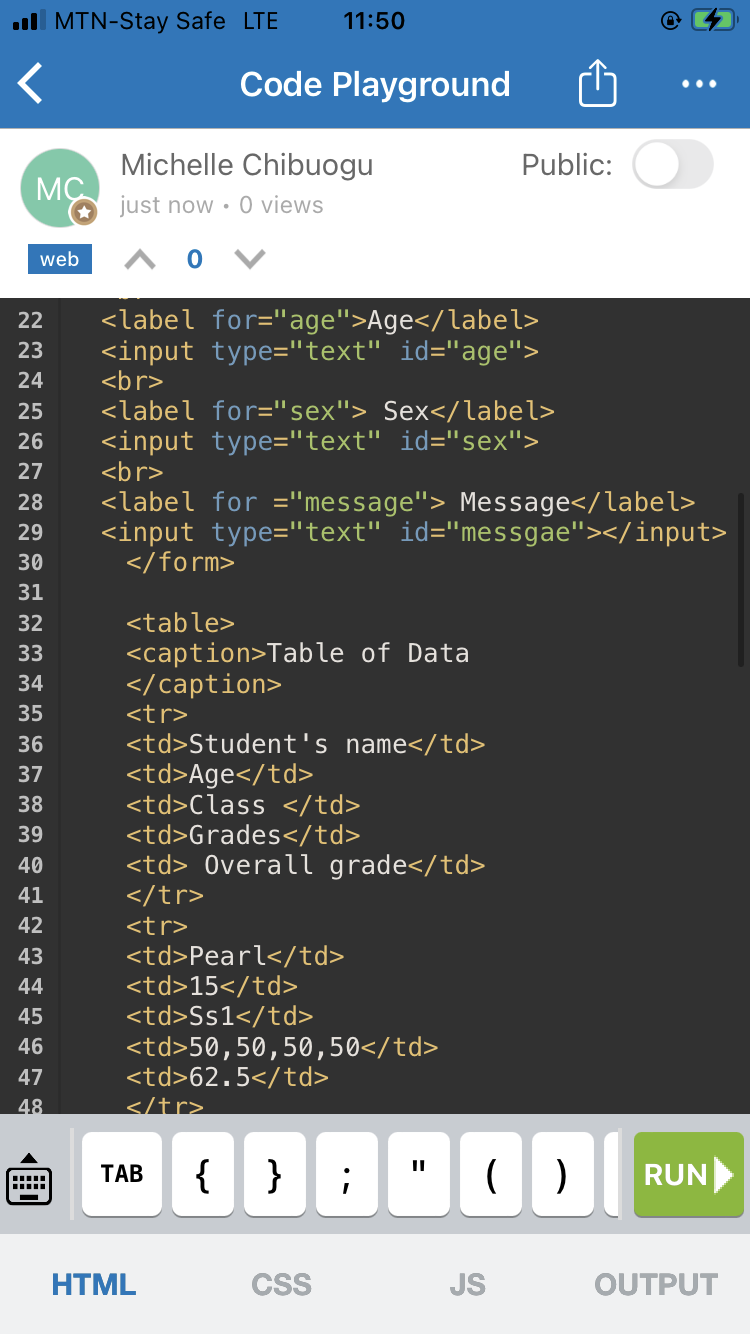 MTN-Stay Safe LTE 11:50
Code Playground
MC Michelle Chibuogu Public:
just now • 0 views
web 0
22 <label for="age">Age</label>
23 <input type="text" id="age">
24 <br>
25 <label for="sex"> Sex</label>
26 <input type="text" id="sex">
27 <br>
28 <label for ="message"> Message</label>
29 <input type="text" id="messgae"></input>
30 </form>
31
32 <table>
33 <caption>Table of Data
34 </caption>
35 <tr>
36 <td>Student's name</td>
37 <td>Age</td>
38 <td>Class </td>
39 <td>Grades</td>
40 <td> Overall grade</td>
41 </tr>
42 <tr>
43 <td>Pearl</td>
44 <td>15</td>
45 <td>Ss1</td>
46 <td>50,50,50,50</td>
47 <td>62.5</td>
48 </tr>
TAB { } ; " ( ) RUN
HTML CSS JS OUTPUT